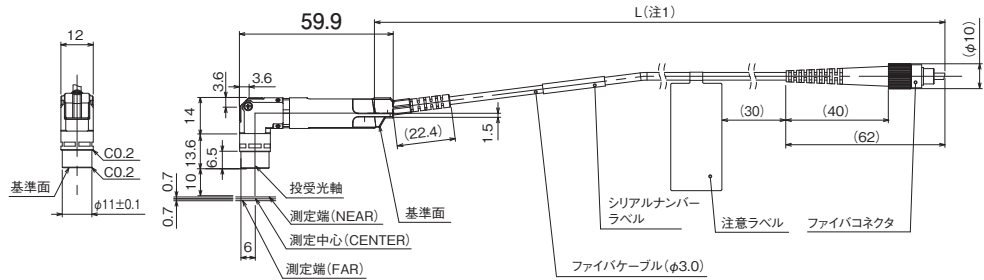 12
59.9
L(注1)
(φ10)
3.6
3.6
14
13.6
6.5
10
0.7
0.7
6
C0.2
C0.2
基準面
φ11±0.1
投受光軸
測定端(NEAR)
測定中心(CENTER)
測定端(FAR)
基準面
(22.4)
1.5
(30)
(40)
(62)
シリアルナンバー
ラベル
注意ラベル
ファイバコネクタ
ファイバケーブル(φ3.0)